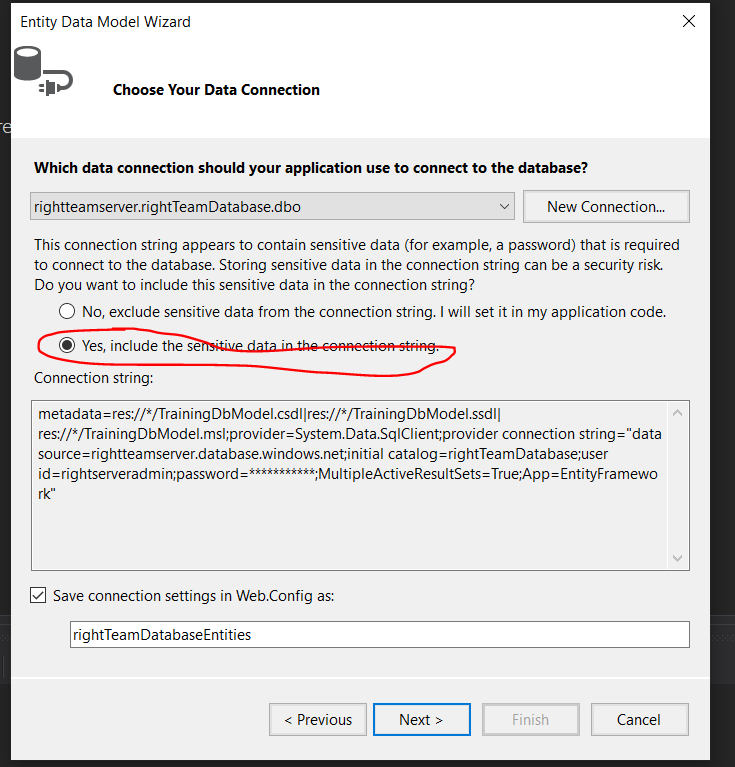 Entity Data Model Wizard
re
Choose Your Data Connection
Which data connection should your application use to connect to the database?
rightteamserver.rightTeamDatabase.dbo
New Connection...
This connection string appears to contain sensitive data (for example, a password) that is required
to connect to the database. Storing sensitive data in the connection string can be a security risk.
Do you want to include this sensitive data in the connection string?
No, exclude sensitive data from the connection string. I will set it in my application code.
Yes, include the sensitive data in the connection string.
Connection string:
metadata=res://*/TrainingDbModel.csdl|res://*/TrainingDbModel.ssdl|
res://*/TrainingDbModel.msl;provider=System.Data.SqlClient;provider connection string="data
source=rightteamserver.database.windows.net;initial catalog=rightTeamDatabase;user
id=rightserveradmin;password=***********;MultipleActiveResultSets=True;App=EntityFramewo
rk"
Save connection settings in Web.Config as:
rightTeamDatabaseEntities
< Previous
Next >
Finish
Cancel